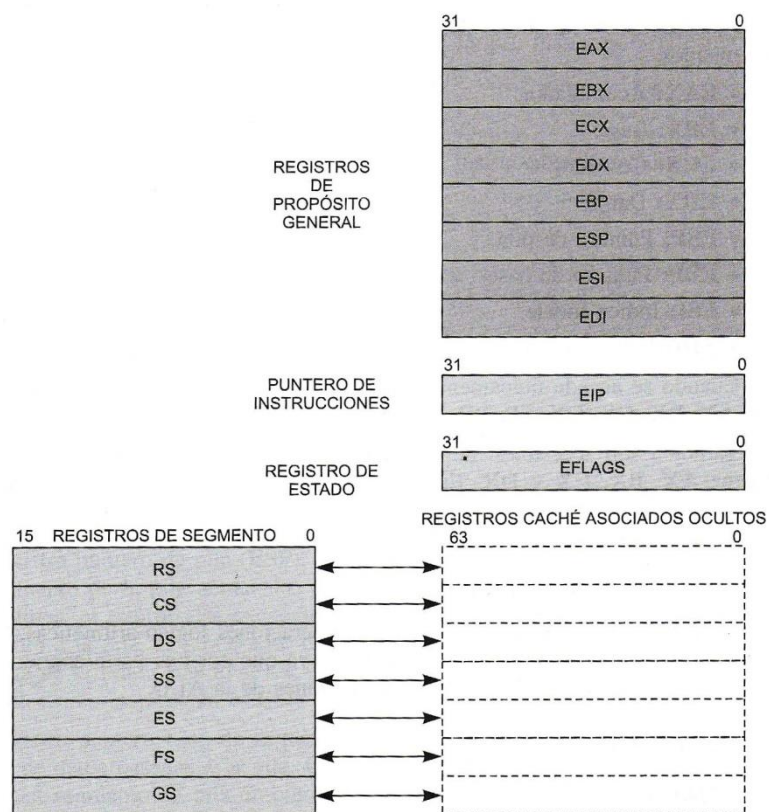 31 0
EAX
EBX
ECX
EDX
EBP
ESP
ESI
EDI
REGISTROS
DE
PROPÓSITO
GENERAL
31 0
EIP
PUNTERO DE
INSTRUCCIONES
31 0
EFLAGS
REGISTRO DE
ESTADO
15 REGISTROS DE SEGMENTO 0
RS
CS
DS
SS
ES
FS
GS
REGISTROS CACHÉ ASOCIADOS OCULTOS
63 0